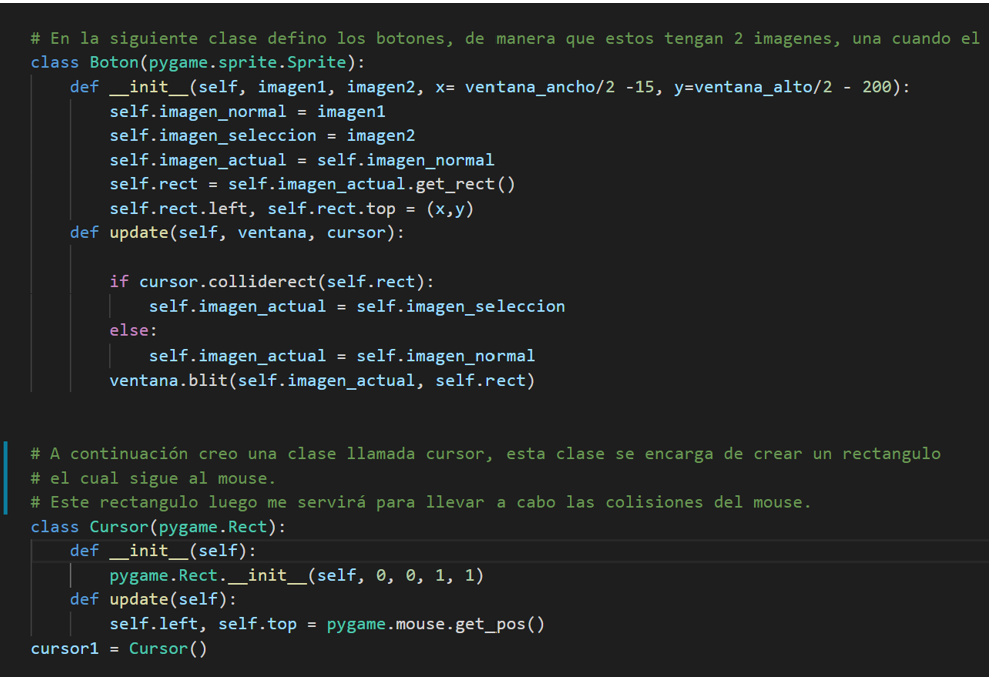 # En la siguiente clase defino los botones, de manera que estos tengan 2 imagenes, una cuando el
class Boton(pygame.sprite.Sprite):
    def __init__(self, imagen1, imagen2, x= ventana_ancho/2 -15, y=ventana_alto/2 - 200):
        self.imagen_normal = imagen1
        self.imagen_seleccion = imagen2
        self.imagen_actual = self.imagen_normal
        self.rect = self.imagen_actual.get_rect()
        self.rect.left, self.rect.top = (x,y)
    def update(self, ventana, cursor):
        if cursor.colliderect(self.rect):
            self.imagen_actual = self.imagen_seleccion
        else:
            self.imagen_actual = self.imagen_normal
        ventana.blit(self.imagen_actual, self.rect)
# A continuación creo una clase llamada cursor, esta clase se encarga de crear un rectangulo
# el cual sigue al mouse.
# Este rectangulo luego me servirá para llevar a cabo las colisiones del mouse.
class Cursor(pygame.Rect):
    def __init__(self):
        pygame.Rect.__init__(self, 0, 0, 1, 1)
    def update(self):
        self.left, self.top = pygame.mouse.get_pos()
cursor1 = Cursor()